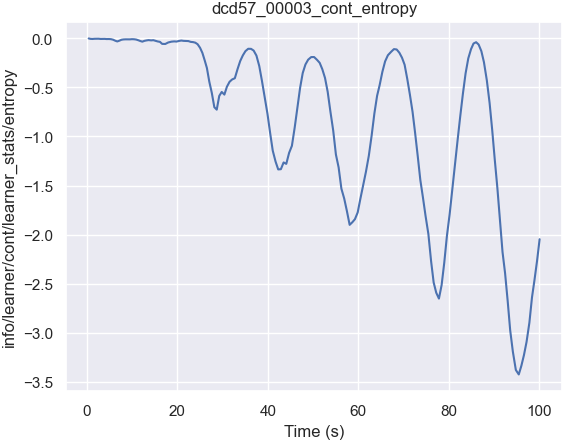 dcd57_00003_cont_entropy
info/learner/cont/learner_stats/entropy
0.0
−0.5
−1.0
−1.5
−2.0
−2.5
−3.0
−3.5
0 20 40 60 80 100
Time (s)